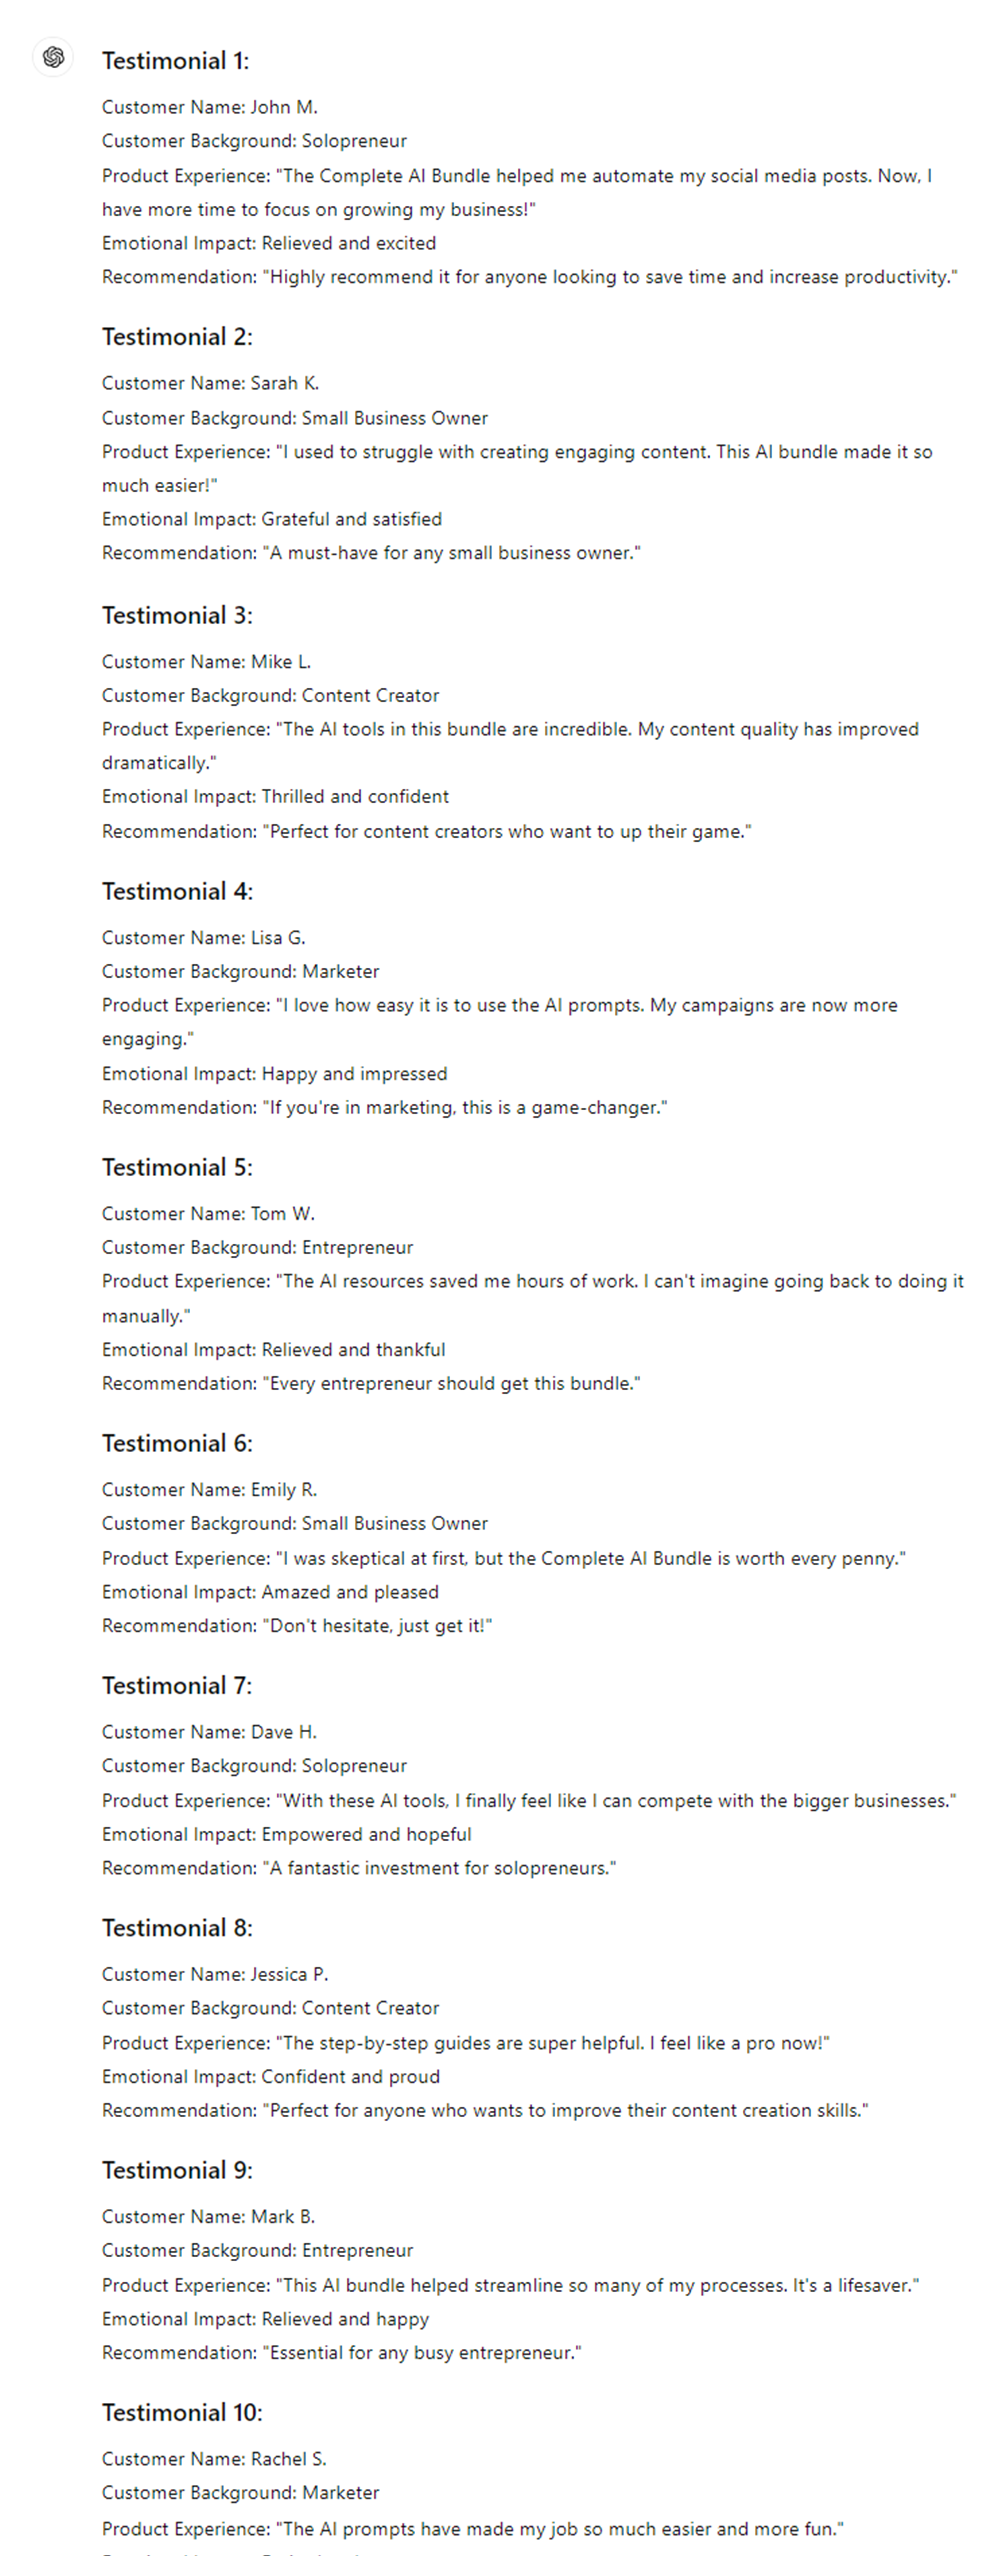 Testimonial 1:
Customer Name: John M.
Customer Background: Solopreneur
Product Experience: "The Complete AI Bundle helped me automate my social media posts. Now, I
have more time to focus on growing my business!"
Emotional Impact: Relieved and excited
Recommendation: "Highly recommend it for anyone looking to save time and increase productivity."
Testimonial 2:
Customer Name: Sarah K.
Customer Background: Small Business Owner
Product Experience: "I used to struggle with creating engaging content. This AI bundle made it so
much easier!"
Emotional Impact: Grateful and satisfied
Recommendation: "A must-have for any small business owner."
Testimonial 3:
Customer Name: Mike L.
Customer Background: Content Creator
Product Experience: "The AI tools in this bundle are incredible. My content quality has improved
dramatically."
Emotional Impact: Thrilled and confident
Recommendation: "Perfect for content creators who want to up their game."
Testimonial 4:
Customer Name: Lisa G.
Customer Background: Marketer
Product Experience: "I love how easy it is to use the AI prompts. My campaigns are now more
engaging."
Emotional Impact: Happy and impressed
Recommendation: "If you're in marketing, this is a game-changer."
Testimonial 5:
Customer Name: Tom W.
Customer Background: Entrepreneur
Product Experience: "The AI resources saved me hours of work. I can't imagine going back to doing it
manually."
Emotional Impact: Relieved and thankful
Recommendation: "Every entrepreneur should get this bundle."
Testimonial 6:
Customer Name: Emily R.
Customer Background: Small Business Owner
Product Experience: "I was skeptical at first, but the Complete AI Bundle is worth every penny."
Emotional Impact: Amazed and pleased
Recommendation: "Don't hesitate, just get it!"
Testimonial 7:
Customer Name: Dave H.
Customer Background: Solopreneur
Product Experience: "With these AI tools, I finally feel like I can compete with the bigger businesses."
Emotional Impact: Empowered and hopeful
Recommendation: "A fantastic investment for solopreneurs."
Testimonial 8:
Customer Name: Jessica P.
Customer Background: Content Creator
Product Experience: "The step-by-step guides are super helpful. I feel like a pro now!"
Emotional Impact: Confident and proud
Recommendation: "Perfect for anyone who wants to improve their content creation skills."
Testimonial 9:
Customer Name: Mark B.
Customer Background: Entrepreneur
Product Experience: "This AI bundle helped streamline so many of my processes. It's a lifesaver."
Emotional Impact: Relieved and happy
Recommendation: "Essential for any busy entrepreneur."
Testimonial 10:
Customer Name: Rachel S.
Customer Background: Marketer
Product Experience: "The AI prompts have made my job so much easier and more fun."